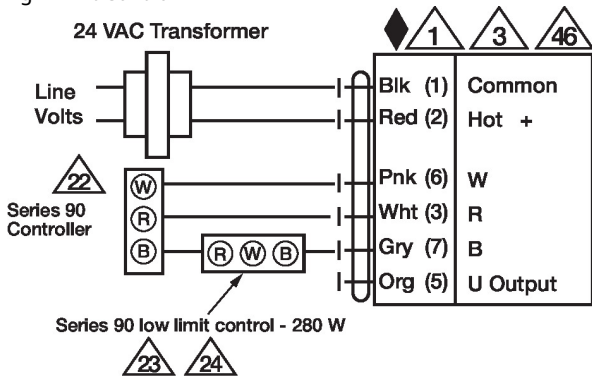 24 VAC Transformer
1 3 46
Line
Volts
Blk (1) Common
Red (2) Hot +
22
Series 90
Controller
W
R
B
R W B
Pnk (6) W
Wht (3) R
Gry (7) B
Org (5) U Output
Series 90 low limit control - 280 W
23 24